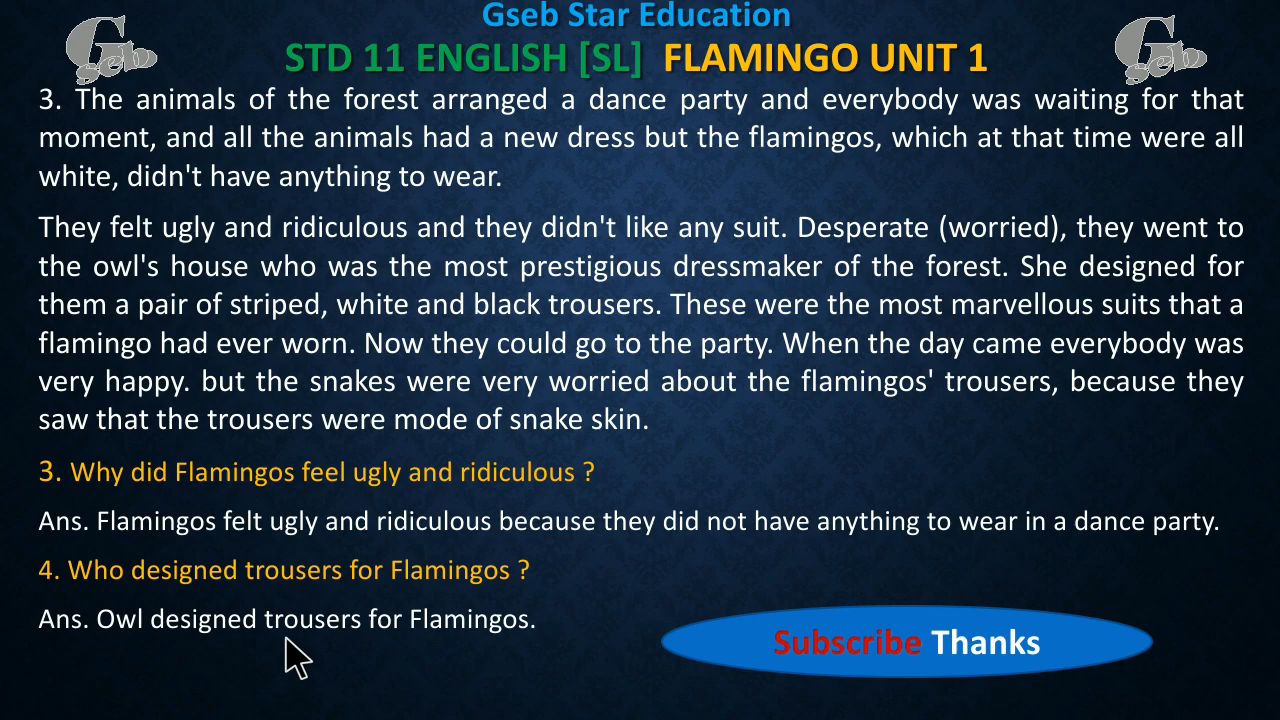 Gseb Star Education
Gseb
STD 11 ENGLISH [SL] FLAMINGO UNIT 1
Gseb
3. The animals of the forest arranged a dance party and everybody was waiting for that
moment, and all the animals had a new dress but the flamingos, which at that time were all
white, didn't have anything to wear.
They felt ugly and ridiculous and they didn't like any suit. Desperate (worried), they went to
the owl's house who was the most prestigious dressmaker of the forest. She designed for
them a pair of striped, white and black trousers. These were the most marvellous suits that a
flamingo had ever worn. Now they could go to the party. When the day came everybody was
very happy. but the snakes were very worried about the flamingos' trousers, because they
saw that the trousers were mode of snake skin.
3. Why did Flamingos feel ugly and ridiculous ?
Ans. Flamingos felt ugly and ridiculous because they did not have anything to wear in a dance party.
4. Who designed trousers for Flamingos ?
Ans. Owl designed trousers for Flamingos.
Subscribe Thanks